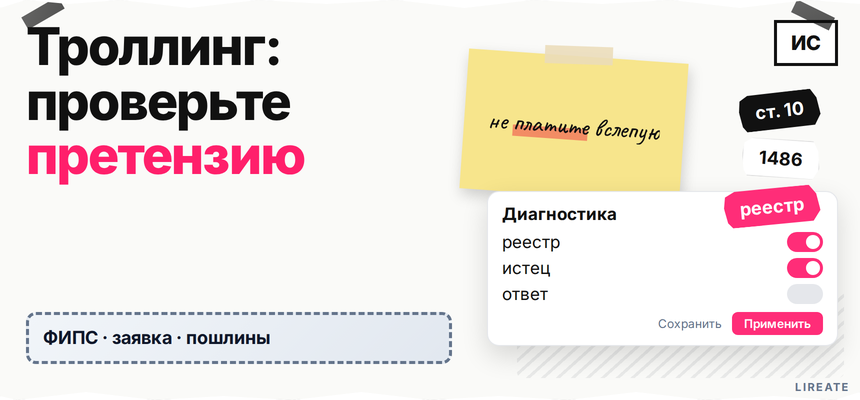 Троллинг:
проверьте
претензию
ИС
не платите вслепую
ст. 10
1486
реестр
Диагностика
реестр
истец
ответ
Сохранить
Применить
ФИПС · заявка · пошлины
LIREATE